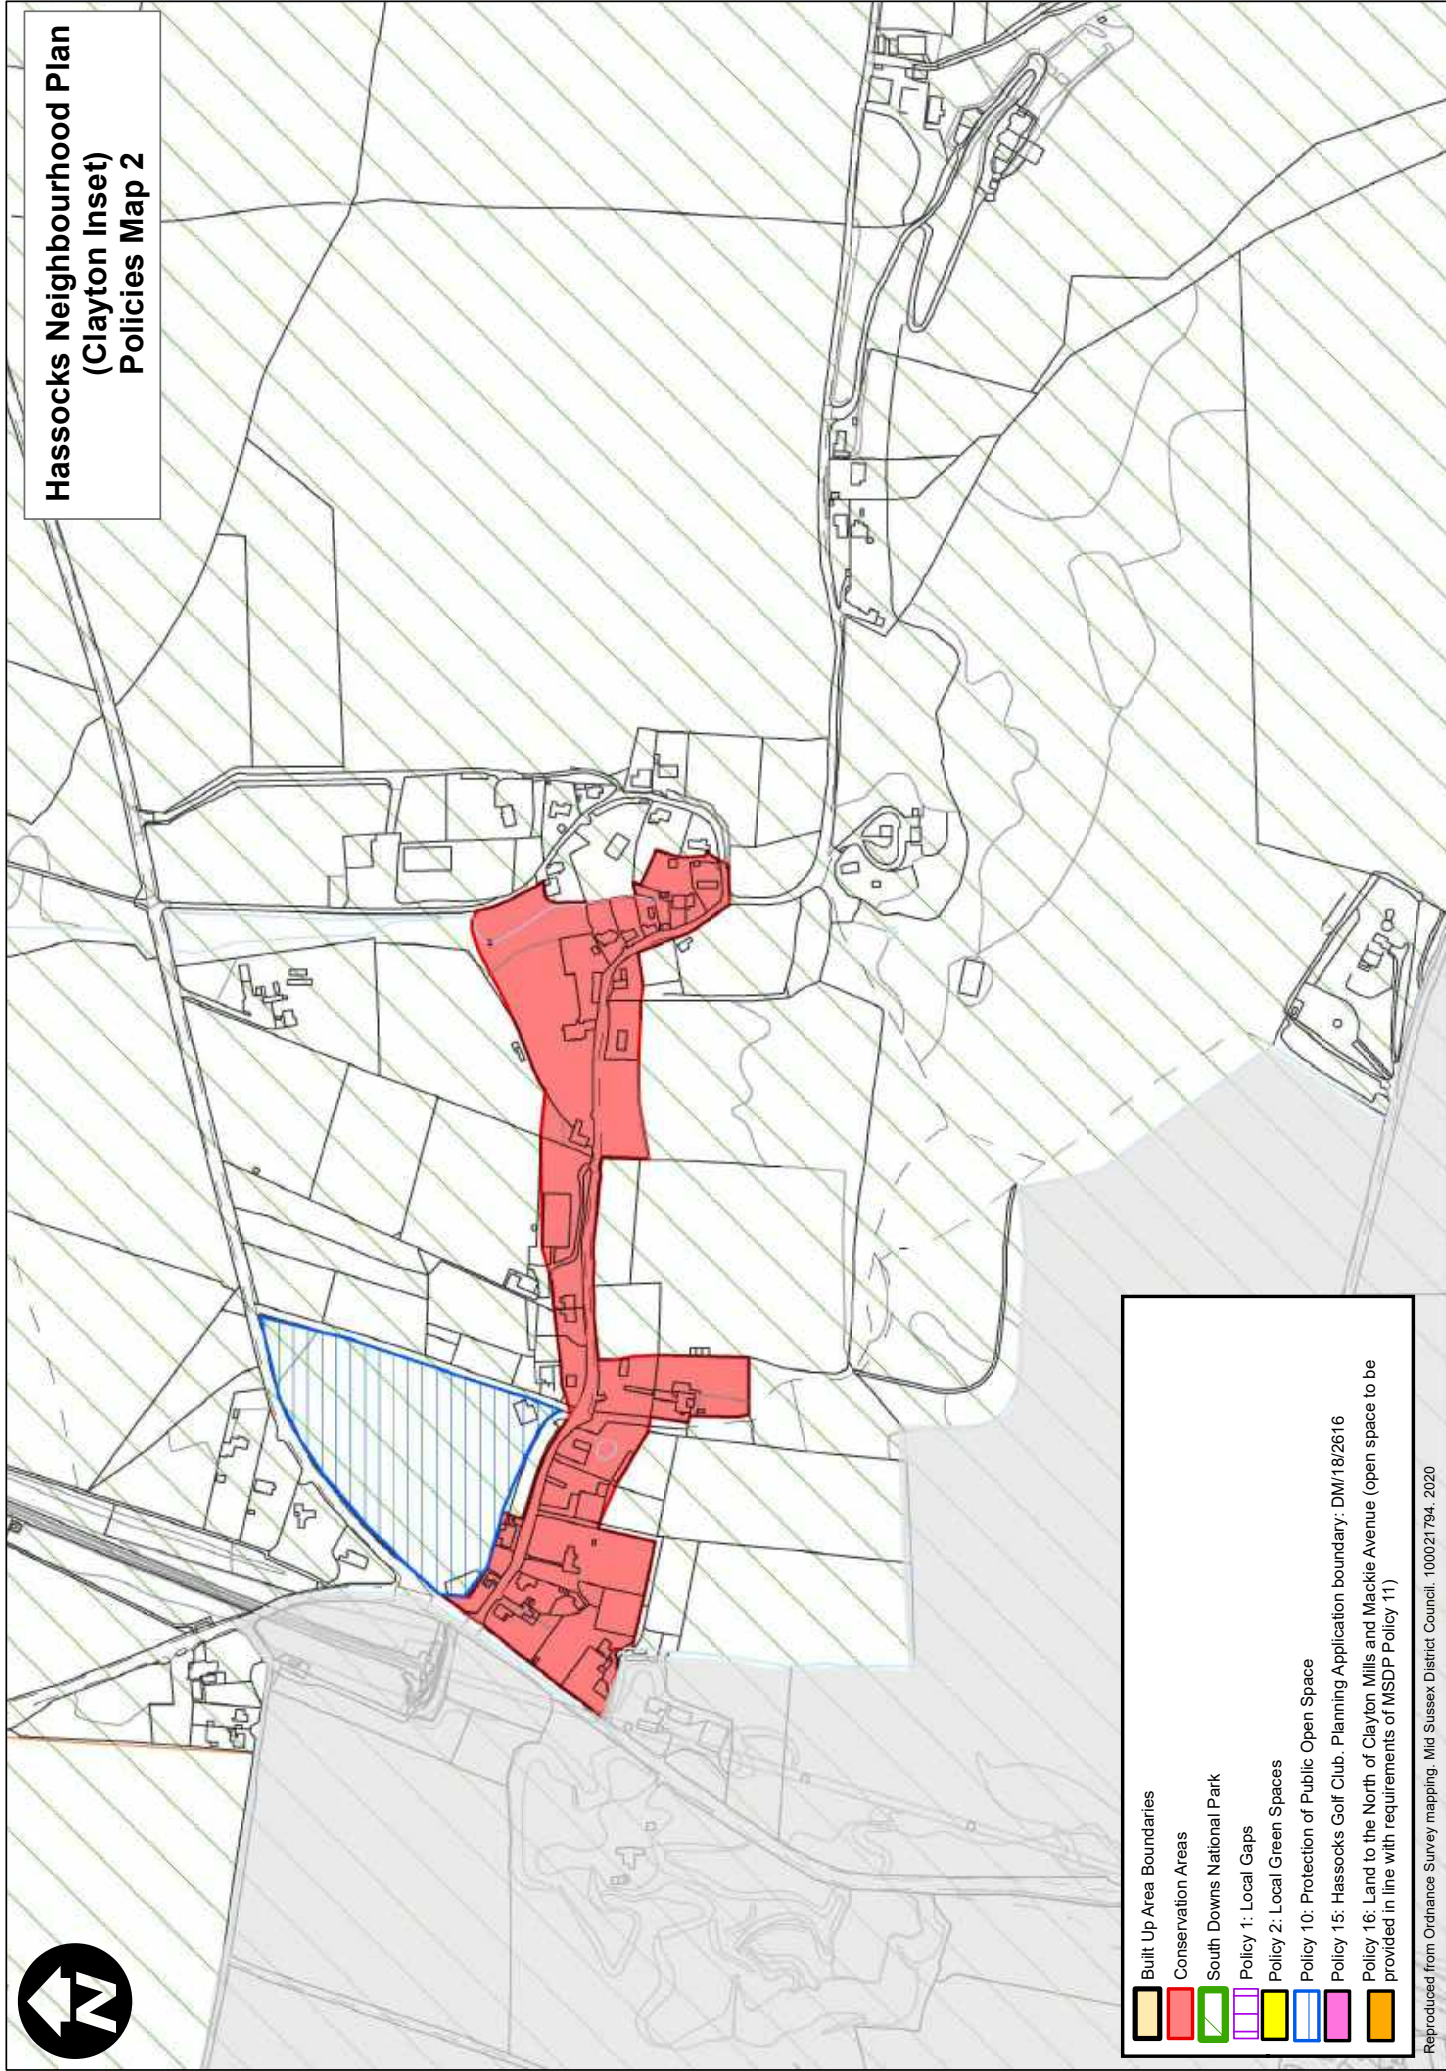 Hassocks Neighbourhood Plan
(Clayton Inset)
Policies Map 2
N
Built Up Area Boundaries
Conservation Areas
South Downs National Park
Policy 1: Local Gaps
Policy 2: Local Green Spaces
Policy 10: Protection of Public Open Space
Policy 15: Hassocks Golf Club. Planning Application boundary: DM/18/2616
Policy 16: Land to the North of Clayton Mills and Mackie Avenue (open space to be
provided in line with requirements of MSDP Policy 11)
Reproduced from Ordnance Survey mapping. Mid Sussex District Council. 100021794. 2020